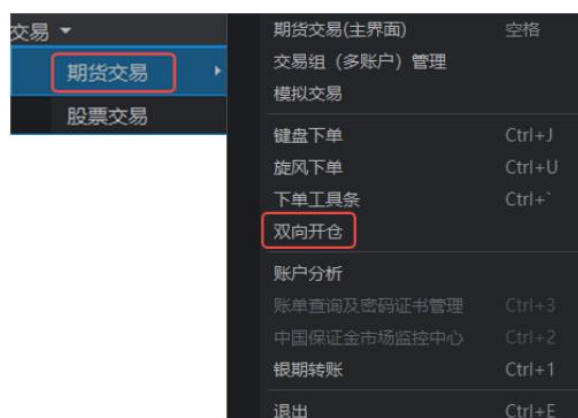 交易
期货交易
股票交易
期货交易(主界面) 空格
交易组（多账户）管理
模拟交易
键盘下单 Ctrl+J
旋风下单 Ctrl+U
下单工具条 Ctrl+`
双向开仓
账户分析
账单查询及密码证书管理 Ctrl+3
中国保证金市场监控中心 Ctrl+2
银期转账 Ctrl+1
退出 Ctrl+E